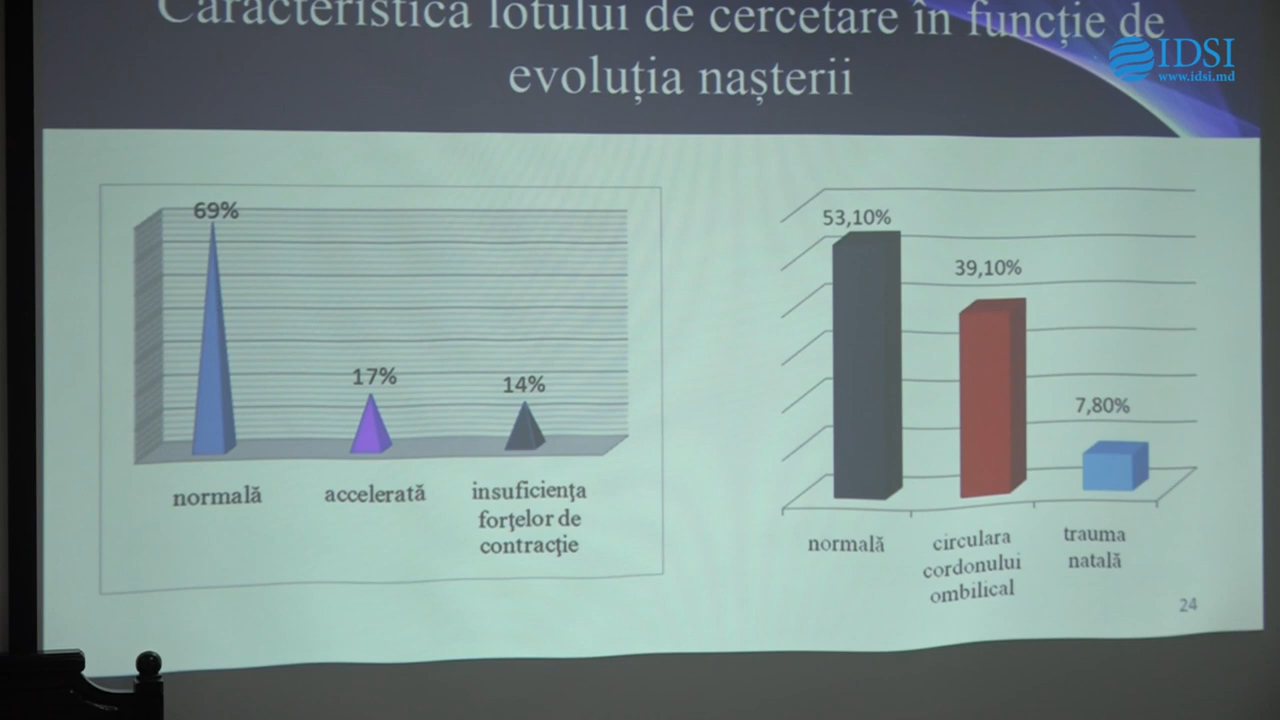 Caracteristica lotului de cercetare în funcție de
evoluția nașterii
IDSI
www.idsi.md
69%
17%
14%
normală
accelerată
insuficienţa
forţelor de
contracţie
53,10%
39,10%
7,80%
normală
circulara
cordonului
ombilical
trauma
natală
24